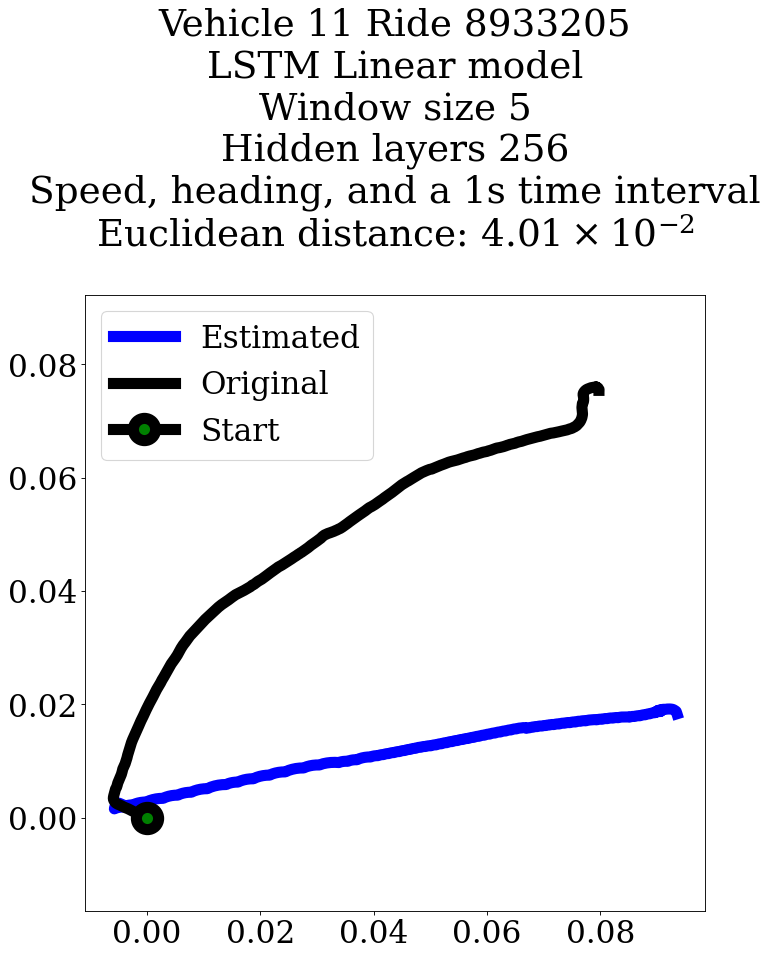 Vehicle 11 Ride 8933205
LSTM Linear model
Window size 5
Hidden layers 256
Speed, heading, and a 1s time interval
Euclidean distance: 4.01 × 10⁻²
Estimated
Original
Start
0.08
0.06
0.04
0.02
0.00
0.00 0.02 0.04 0.06 0.08